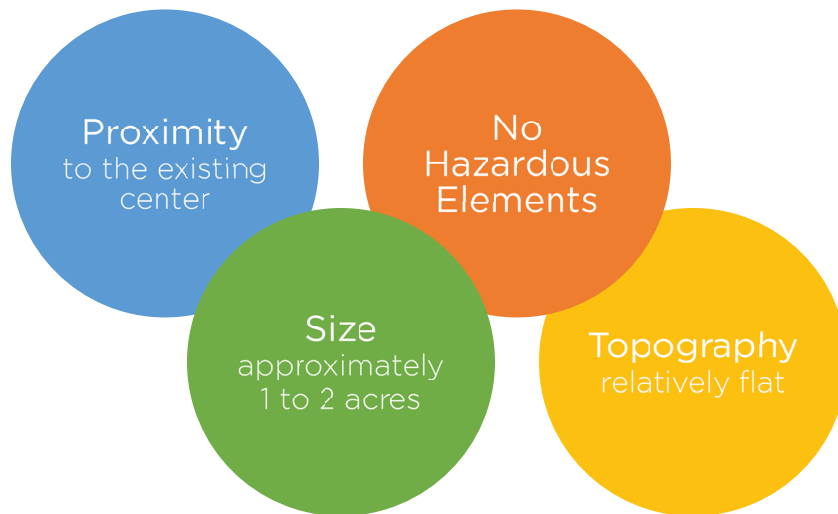 Proximity
to the existing
center
No
Hazardous
Elements
Size
approximately
1 to 2 acres
Topography
relatively flat